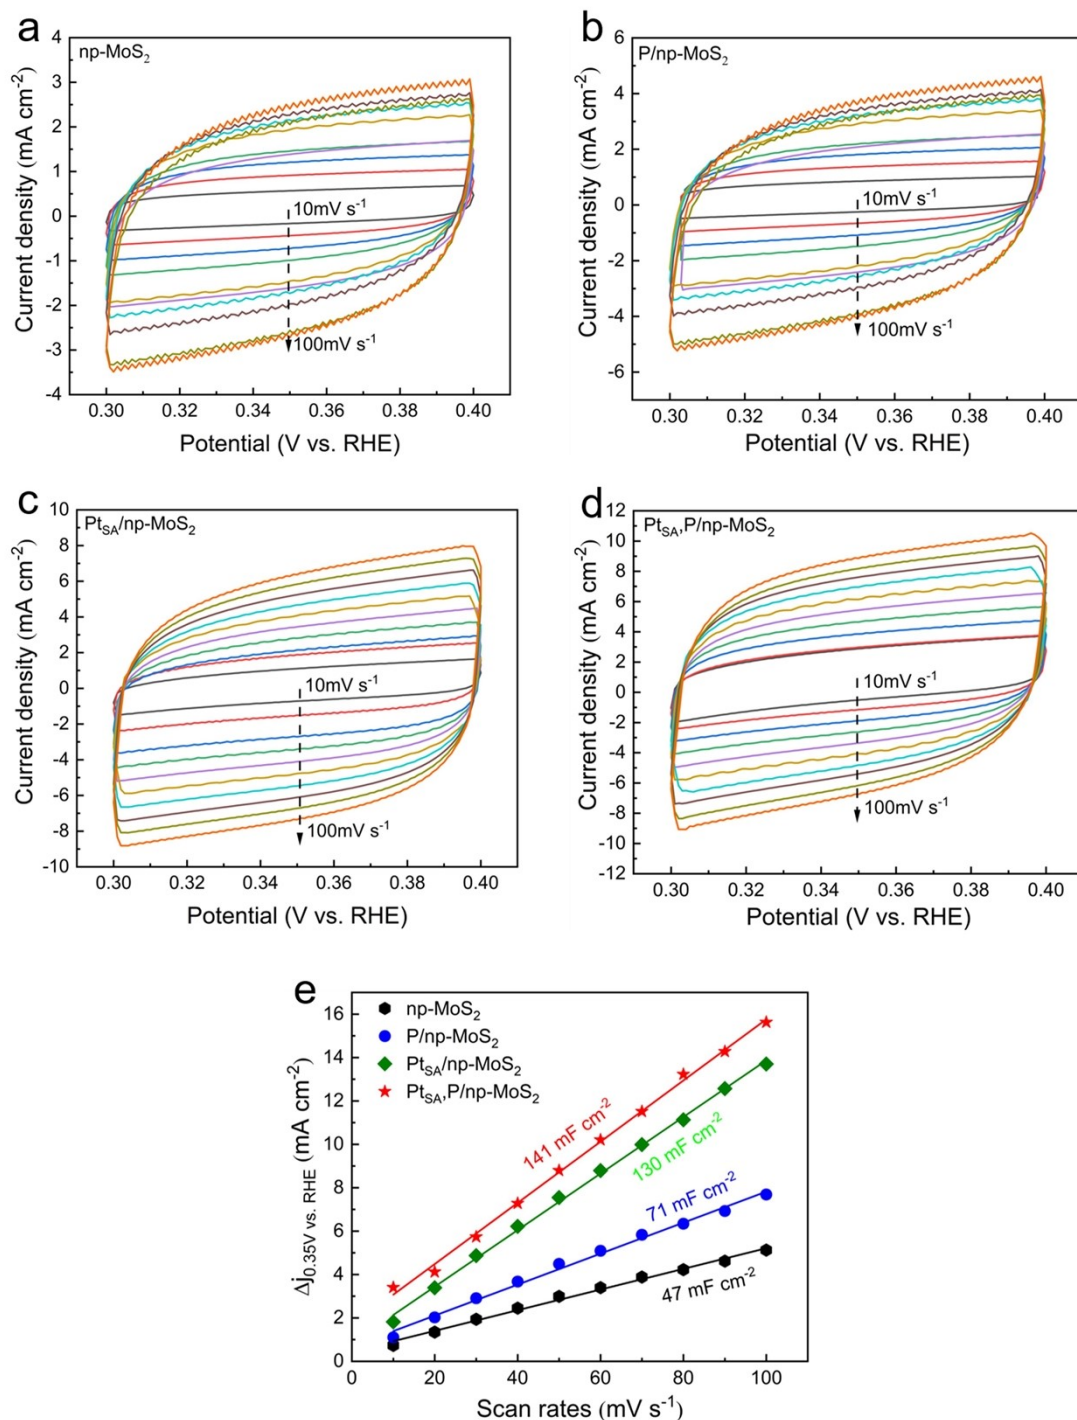 a
np-MoS₂
4
3
2
1
0
-1
-2
-3
-4
Current density (mA cm⁻²)
10mV s⁻¹
100mV s⁻¹
0.30 0.32 0.34 0.36 0.38 0.40
Potential (V vs. RHE)
b
P/np-MoS₂
6
4
2
0
-2
-4
-6
Current density (mA cm⁻²)
10mV s⁻¹
100mV s⁻¹
0.30 0.32 0.34 0.36 0.38 0.40
Potential (V vs. RHE)
c
Pt_SA/np-MoS₂
10
8
6
4
2
0
-2
-4
-6
-8
-10
Current density (mA cm⁻²)
10mV s⁻¹
100mV s⁻¹
0.30 0.32 0.34 0.36 0.38 0.40
Potential (V vs. RHE)
d
Pt_SA,P/np-MoS₂
12
10
8
6
4
2
0
-2
-4
-6
-8
-10
-12
Current density (mA cm⁻²)
10mV s⁻¹
100mV s⁻¹
0.30 0.32 0.34 0.36 0.38 0.40
Potential (V vs. RHE)
e
np-MoS₂
P/np-MoS₂
Pt_SA/np-MoS₂
Pt_SA,P/np-MoS₂
16
14
12
10
8
6
4
2
0
Δj_0.35V vs. RHE (mA cm⁻²)
141 mF cm⁻²
130 mF cm⁻²
71 mF cm⁻²
47 mF cm⁻²
0 20 40 60 80 100
Scan rates (mV s⁻¹)